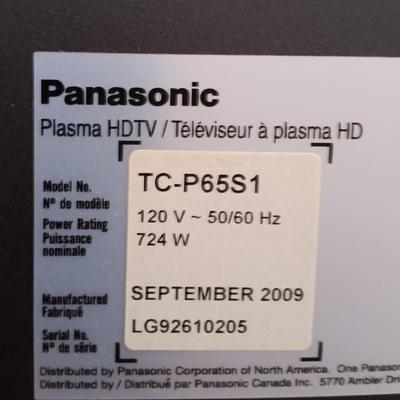 Panasonic
Plasma HDTV / Téléviseur à plasma HD
Model No. TC-P65S1
Nº de modèle
Power Rating 120 V ~ 50/60 Hz
Puissance 724 W
nominale
Manufactured SEPTEMBER 2009
Fabriqué
Serial No. LG92610205
Nº de série
Distributed by Panasonic Corporation of North America. One Panaso
Distributed by / Distribué par Panasonic Canada Inc. 5770 Ambler Dri